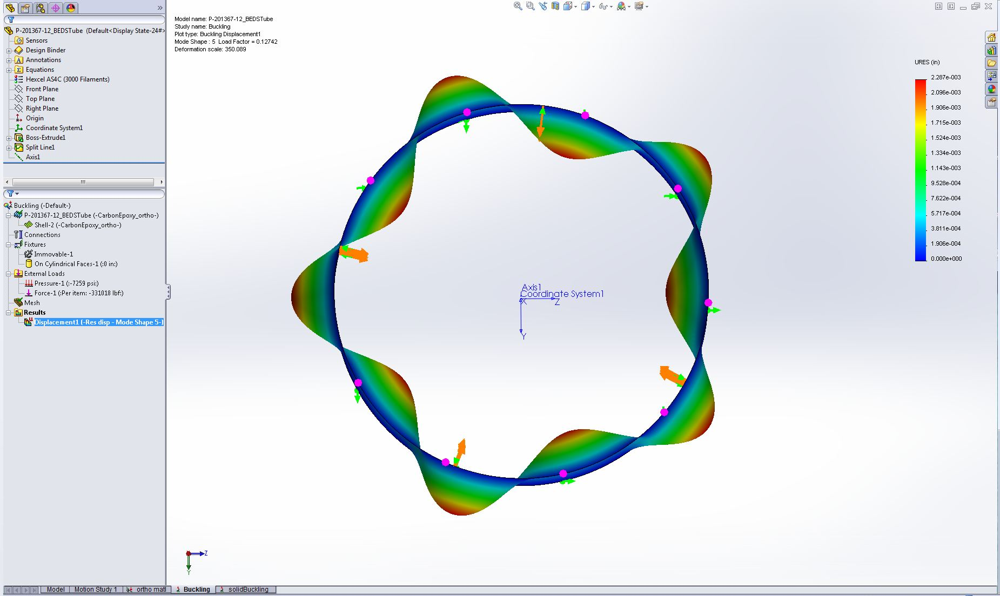 P-201367-12_BEDSTube (Default<Display State-24#>
Sensors
Design Binder
Annotations
Equations
Hexcel AS4C (3000 Filaments)
Front Plane
Top Plane
Right Plane
Origin
Coordinate System1
Boss-Extrude1
Split Line1
Axis1
Buckling (-Default-)
P-201367-12_BEDSTube (-CarbonEpoxy_ortho-)
Shell-2 (-CarbonEpoxy_ortho-)
Connections
Fixtures
Immovable-1
On Cylindrical Faces-1 (:0 in:)
External Loads
Pressure-1 (:-7259 psi:)
Force-1 (:Per item: -331018 lbf:)
Mesh
Results
Displacement1 (-Res disp - Mode Shape 5-)
Model name: P-201367-12_BEDSTube
Study name: Buckling
Plot type: Buckling Displacement1
Mode Shape : 5 Load Factor = 0.12742
Deformation scale: 350.089
URES (in)
2.287e-003
2.096e-003
1.906e-003
1.715e-003
1.524e-003
1.334e-003
1.143e-003
9.528e-004
7.622e-004
5.717e-004
3.811e-004
1.906e-004
0.000e+000
Axis1
Coordinate System1
X
Z
Y
Z
Y
Model
Motion Study 1
ortho matl
Buckling
solidBuckling